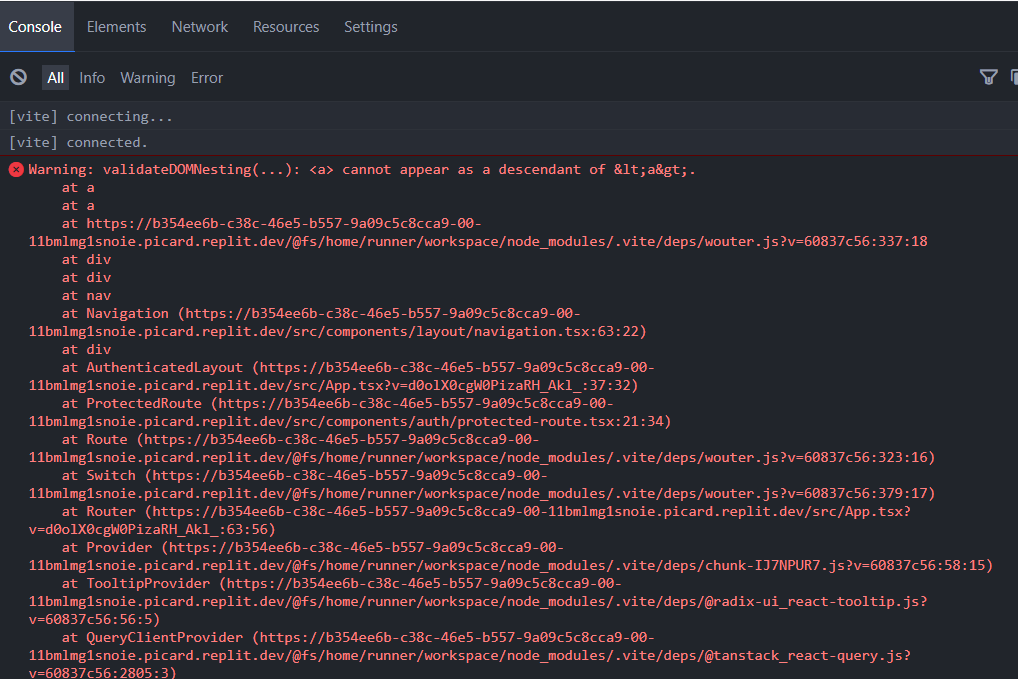 Console Elements Network Resources Settings
All Info Warning Error
[vite] connecting...
[vite] connected.
Warning: validateDOMNesting(...): <a> cannot appear as a descendant of &lt;a&gt;.
at a
at a
at https://b354ee6b-c38c-46e5-b557-9a09c5c8cca9-00-
11bmlmg1snoie.picard.replit.dev/@fs/home/runner/workspace/node_modules/.vite/deps/wouter.js?v=60837c56:337:18
at div
at div
at nav
at Navigation (https://b354ee6b-c38c-46e5-b557-9a09c5c8cca9-00-
11bmlmg1snoie.picard.replit.dev/src/components/layout/navigation.tsx:63:22)
at div
at AuthenticatedLayout (https://b354ee6b-c38c-46e5-b557-9a09c5c8cca9-00-
11bmlmg1snoie.picard.replit.dev/src/App.tsx?v=d0olX0cgW0PizaRH_Akl_:37:32)
at ProtectedRoute (https://b354ee6b-c38c-46e5-b557-9a09c5c8cca9-00-
11bmlmg1snoie.picard.replit.dev/src/components/auth/protected-route.tsx:21:34)
at Route (https://b354ee6b-c38c-46e5-b557-9a09c5c8cca9-00-
11bmlmg1snoie.picard.replit.dev/@fs/home/runner/workspace/node_modules/.vite/deps/wouter.js?v=60837c56:323:16)
at Switch (https://b354ee6b-c38c-46e5-b557-9a09c5c8cca9-00-
11bmlmg1snoie.picard.replit.dev/@fs/home/runner/workspace/node_modules/.vite/deps/wouter.js?v=60837c56:379:17)
at Router (https://b354ee6b-c38c-46e5-b557-9a09c5c8cca9-00-11bmlmg1snoie.picard.replit.dev/src/App.tsx?
v=d0olX0cgW0PizaRH_Akl_:63:56)
at Provider (https://b354ee6b-c38c-46e5-b557-9a09c5c8cca9-00-
11bmlmg1snoie.picard.replit.dev/@fs/home/runner/workspace/node_modules/.vite/deps/chunk-IJ7NPUR7.js?v=60837c56:58:15)
at TooltipProvider (https://b354ee6b-c38c-46e5-b557-9a09c5c8cca9-00-
11bmlmg1snoie.picard.replit.dev/@fs/home/runner/workspace/node_modules/.vite/deps/@radix-ui_react-tooltip.js?
v=60837c56:56:5)
at QueryClientProvider (https://b354ee6b-c38c-46e5-b557-9a09c5c8cca9-00-
11bmlmg1snoie.picard.replit.dev/@fs/home/runner/workspace/node_modules/.vite/deps/@tanstack_react-query.js?
v=60837c56:2805:3)